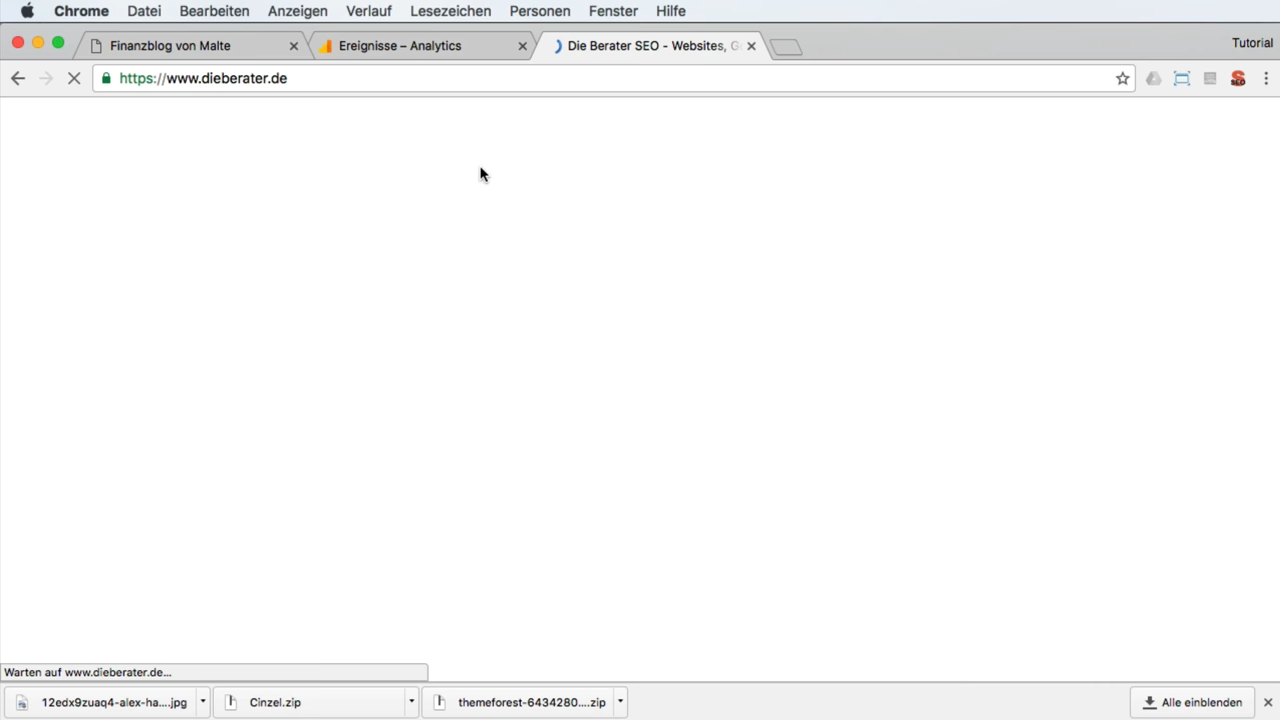 Chrome Datei Bearbeiten Anzeigen Verlauf Lesezeichen Personen Fenster Hilfe
Finanzblog von Malte Ereignisse – Analytics Die Berater SEO - Websites, G Tutorial
https://www.dieberater.de SEO
Warten auf www.dieberater.de...
12edx9zuaq4-alex-ha....jpg Cinzel.zip themeforest-6434280....zip Alle einblenden